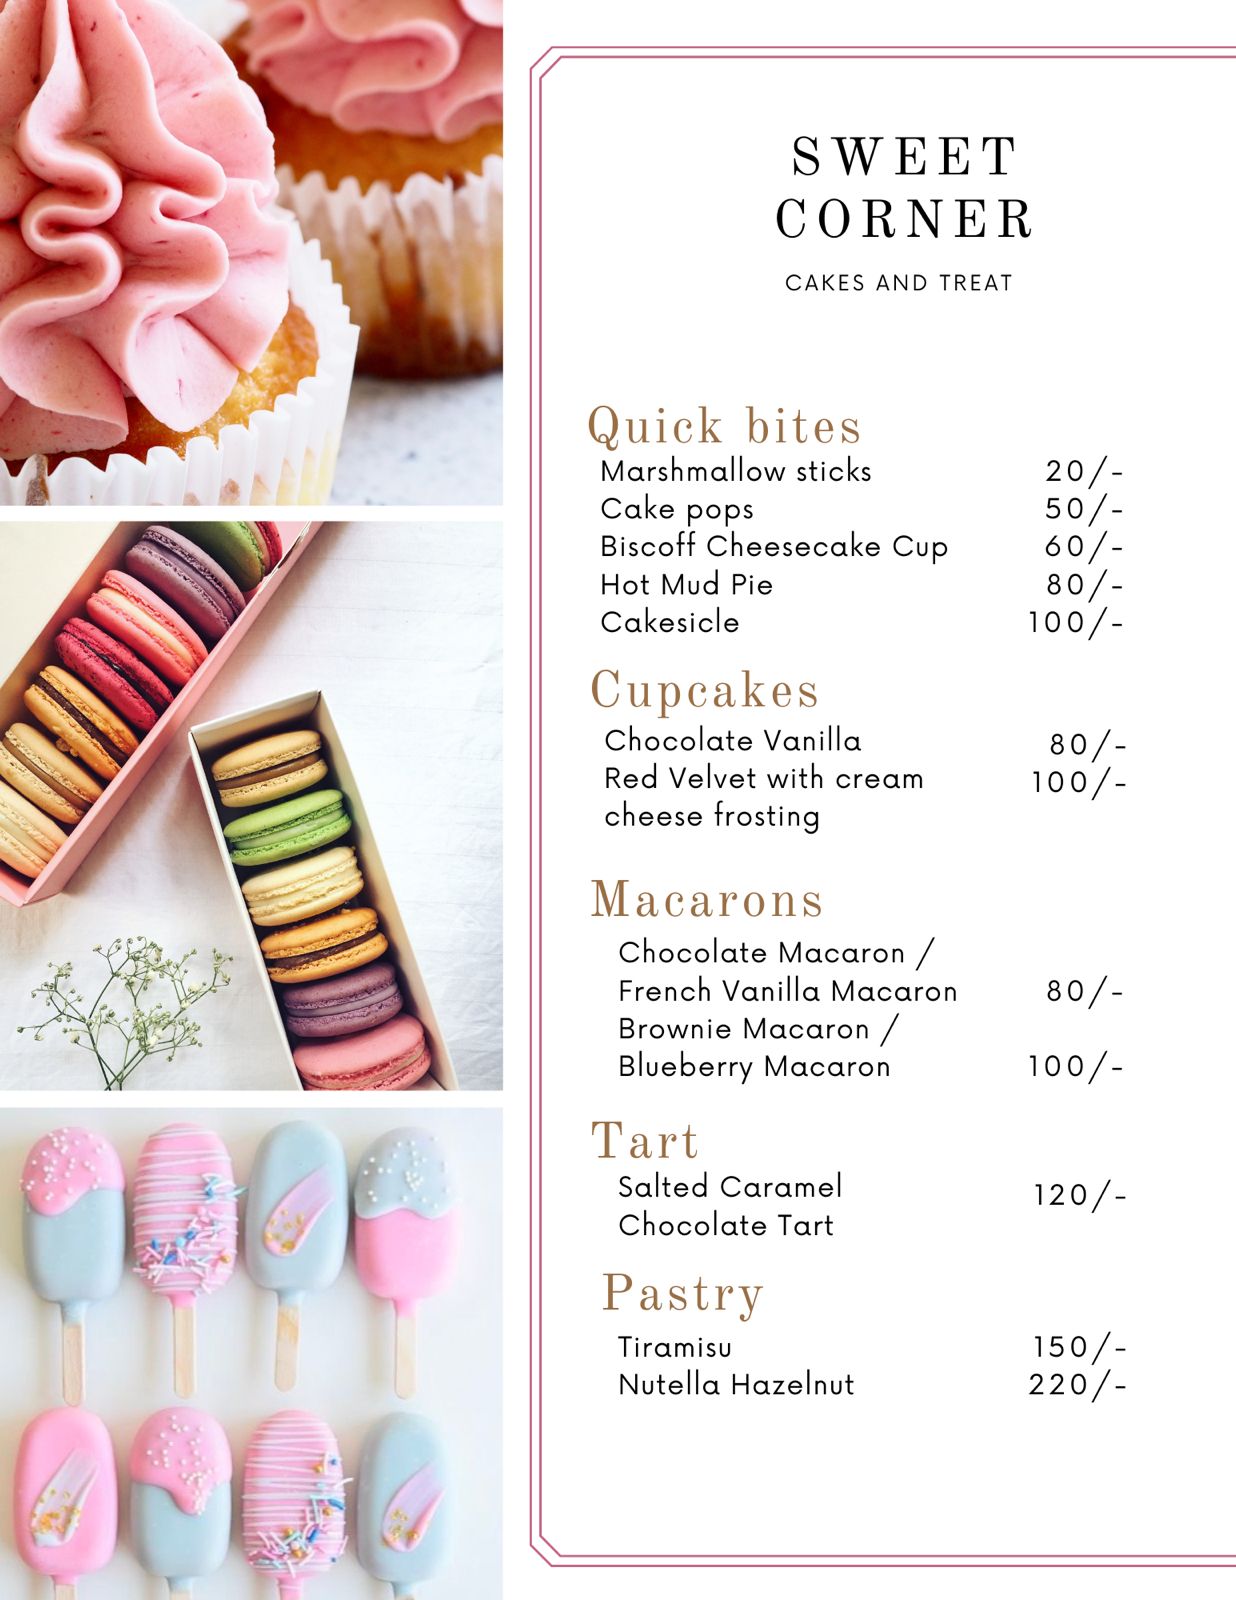 SWEET
CORNER
CAKES AND TREAT
Quick bites
Marshmallow sticks 20/-
Cake pops 50/-
Biscoff Cheesecake Cup 60/-
Hot Mud Pie 80/-
Cakesicle 100/-
Cupcakes
Chocolate Vanilla 80/-
Red Velvet with cream 100/-
cheese frosting
Macarons
Chocolate Macaron /
French Vanilla Macaron 80/-
Brownie Macaron /
Blueberry Macaron 100/-
Tart
Salted Caramel 120/-
Chocolate Tart
Pastry
Tiramisu 150/-
Nutella Hazelnut 220/-